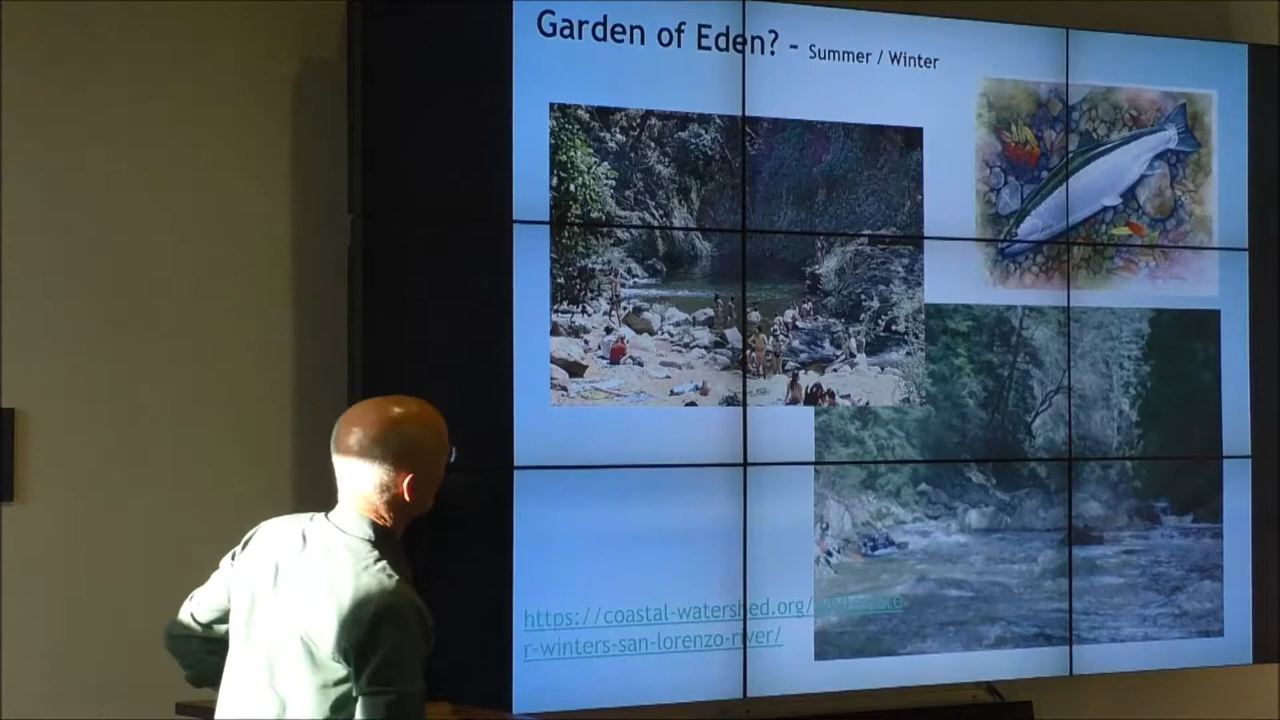 Garden of Eden? – Summer / Winter
https://coastal-watershed.org/
r-winters-san-lorenzo-river/